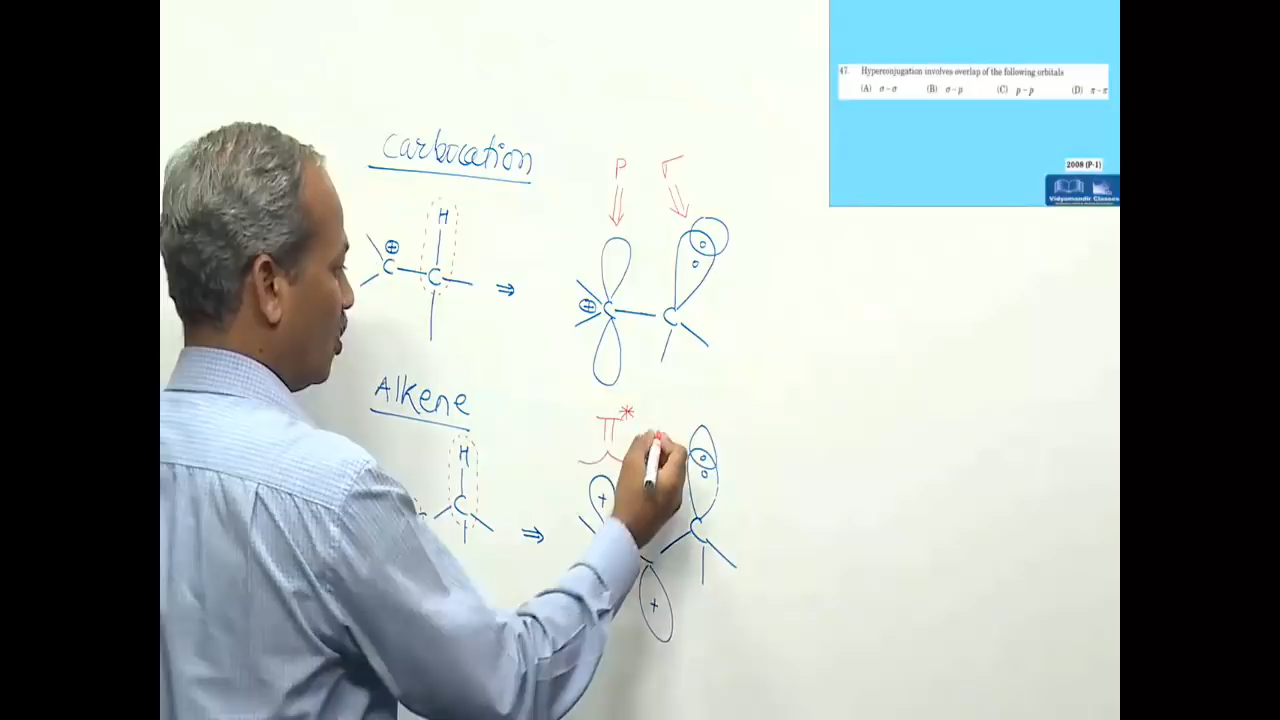 47. Hyperconjugation involves overlap of the following orbitals
(A) σ – σ (B) σ – p (C) p – p (D) π – π
2008 (P-1)
Vidyamandir Classes
Carbocation
P σ
H
⊕
C C ⇒ ⊕ C C
Alkene
π*
H
+
C ⇒ C
+